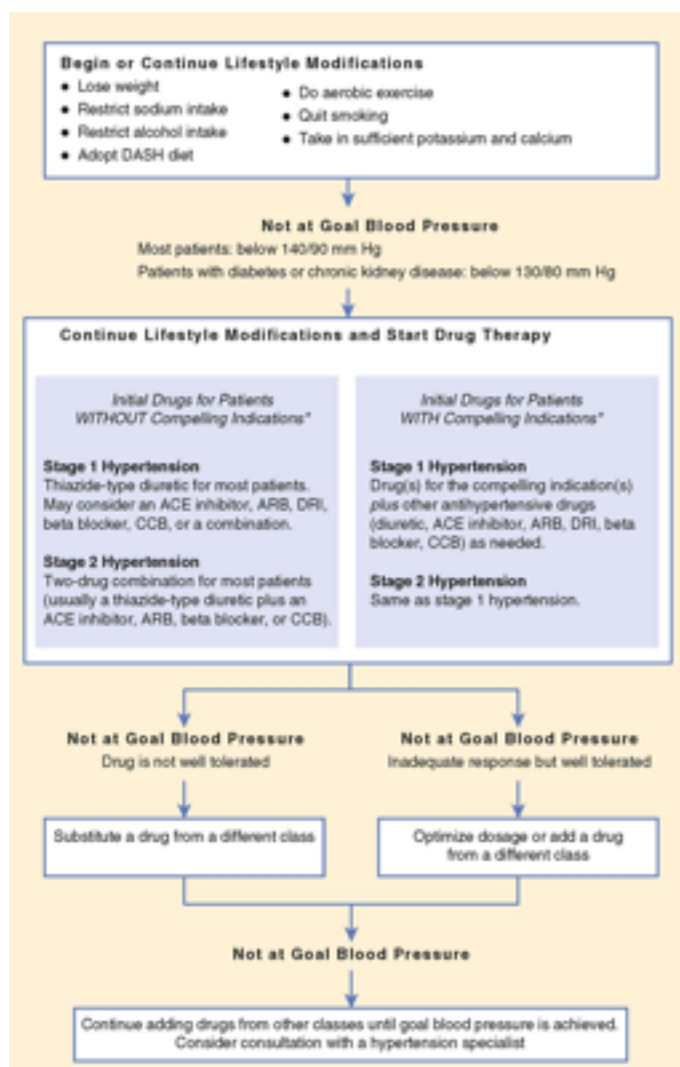 Begin or Continue Lifestyle Modifications
● Lose weight
● Restrict sodium intake
● Restrict alcohol intake
● Adopt DASH diet
● Do aerobic exercise
● Quit smoking
● Take in sufficient potassium and calcium
Not at Goal Blood Pressure
Most patients: below 140/90 mm Hg
Patients with diabetes or chronic kidney disease: below 130/80 mm Hg
Continue Lifestyle Modifications and Start Drug Therapy
Initial Drugs for Patients
WITHOUT Compelling Indications*
Stage 1 Hypertension
Thiazide-type diuretic for most patients.
May consider an ACE inhibitor, ARB, DRI,
beta blocker, CCB, or a combination.
Stage 2 Hypertension
Two-drug combination for most patients
(usually a thiazide-type diuretic plus an
ACE inhibitor, ARB, beta blocker, or CCB).
Initial Drugs for Patients
WITH Compelling Indications*
Stage 1 Hypertension
Drug(s) for the compelling indication(s)
plus other antihypertensive drugs
(diuretic, ACE inhibitor, ARB, DRI, beta
blocker, CCB) as needed.
Stage 2 Hypertension
Same as stage 1 hypertension.
Not at Goal Blood Pressure
Drug is not well tolerated
Not at Goal Blood Pressure
Inadequate response but well tolerated
Substitute a drug from a different class
Optimize dosage or add a drug
from a different class
Not at Goal Blood Pressure
Continue adding drugs from other classes until goal blood pressure is achieved.
Consider consultation with a hypertension specialist